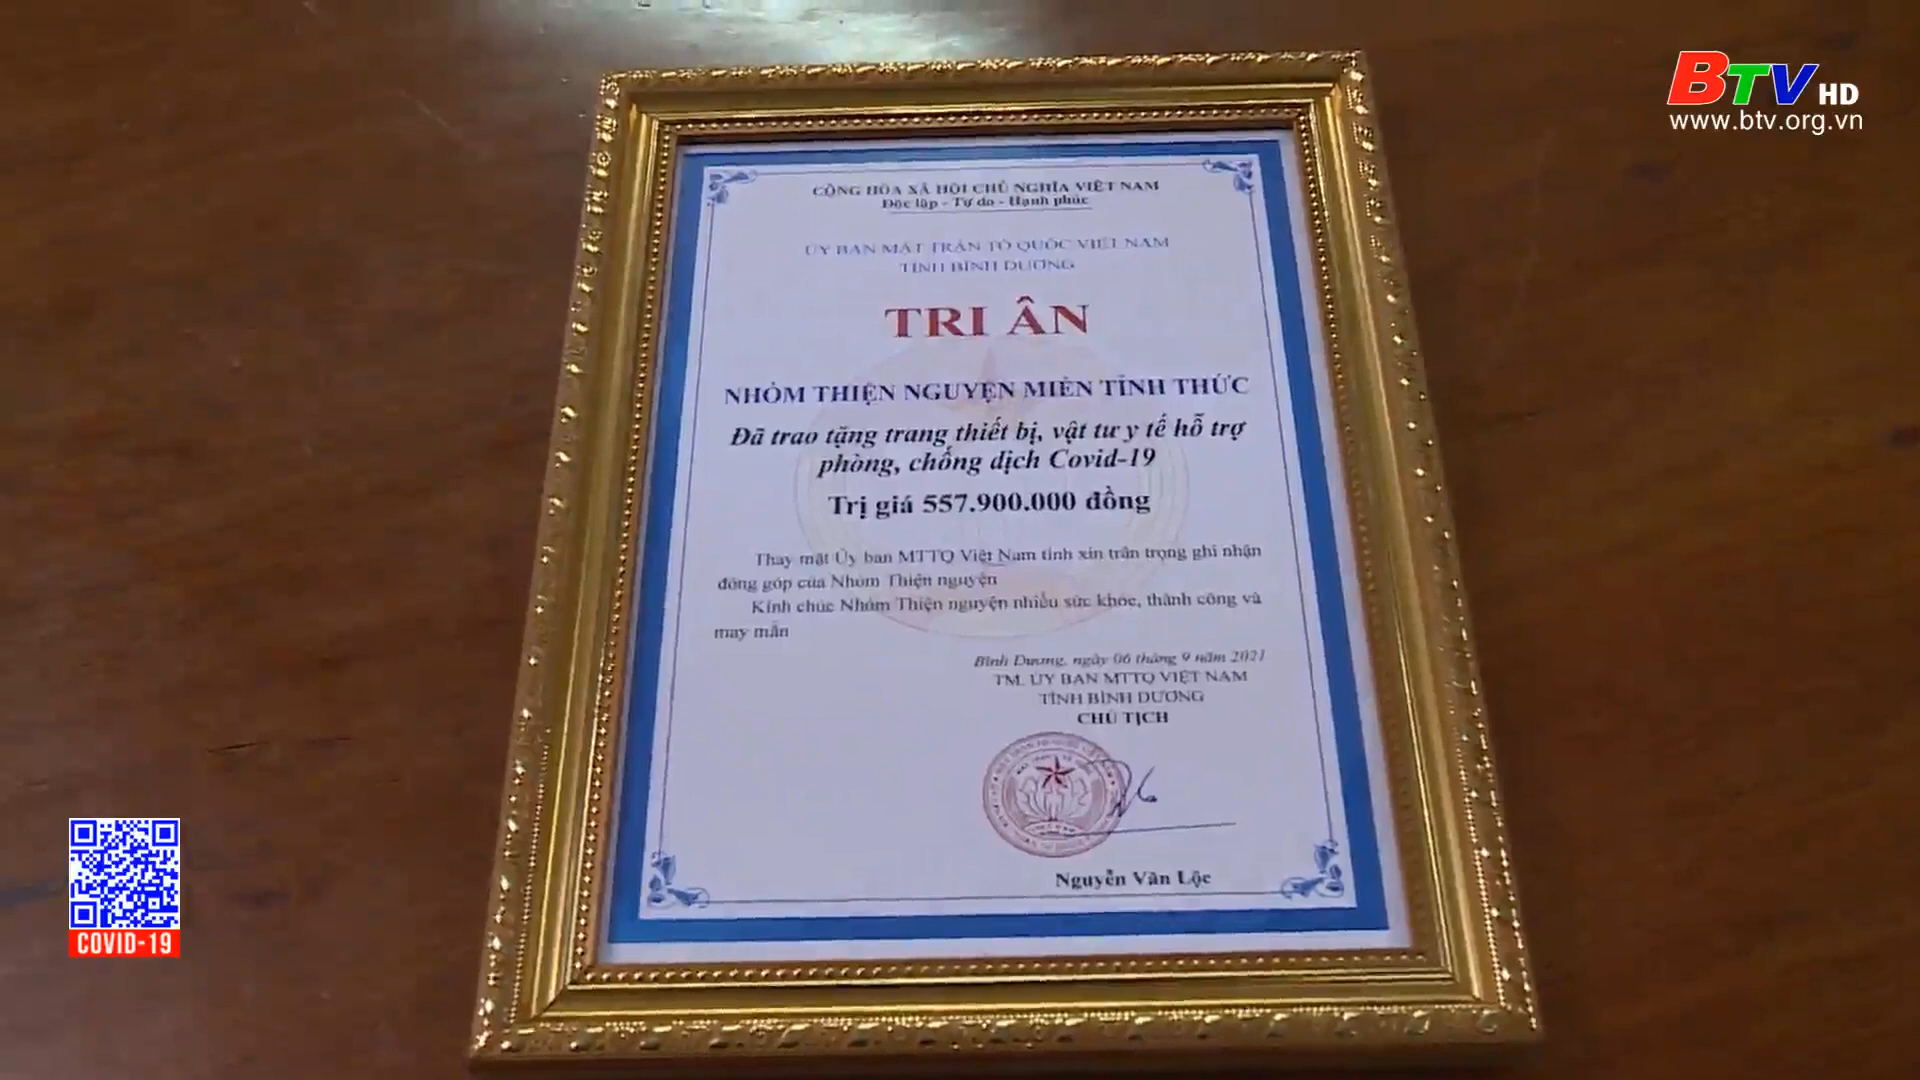 BTV HD
www.btv.org.vn
CỘNG HÒA XÃ HỘI CHỦ NGHĨA VIỆT NAM
Độc lập - Tự do - Hạnh phúc
ỦY BAN MẶT TRẬN TỔ QUỐC VIỆT NAM
TỈNH BÌNH DƯƠNG
TRI ÂN
NHÓM THIỆN NGUYỆN MIỀN TỈNH THỨC
Đã trao tặng trang thiết bị, vật tư y tế hỗ trợ
phòng, chống dịch Covid-19
Trị giá 557.900.000 đồng
Thay mặt Ủy ban MTTQ Việt Nam tỉnh xin trân trọng ghi nhận
đóng góp của Nhóm Thiện nguyện
Kính chúc Nhóm Thiện nguyện nhiều sức khỏe, thành công và
may mắn
Bình Dương, ngày 06 tháng 9 năm 2021
TM. ỦY BAN MTTQ VIỆT NAM
TỈNH BÌNH DƯƠNG
CHỦ TỊCH
Nguyễn Văn Lộc
COVID-19